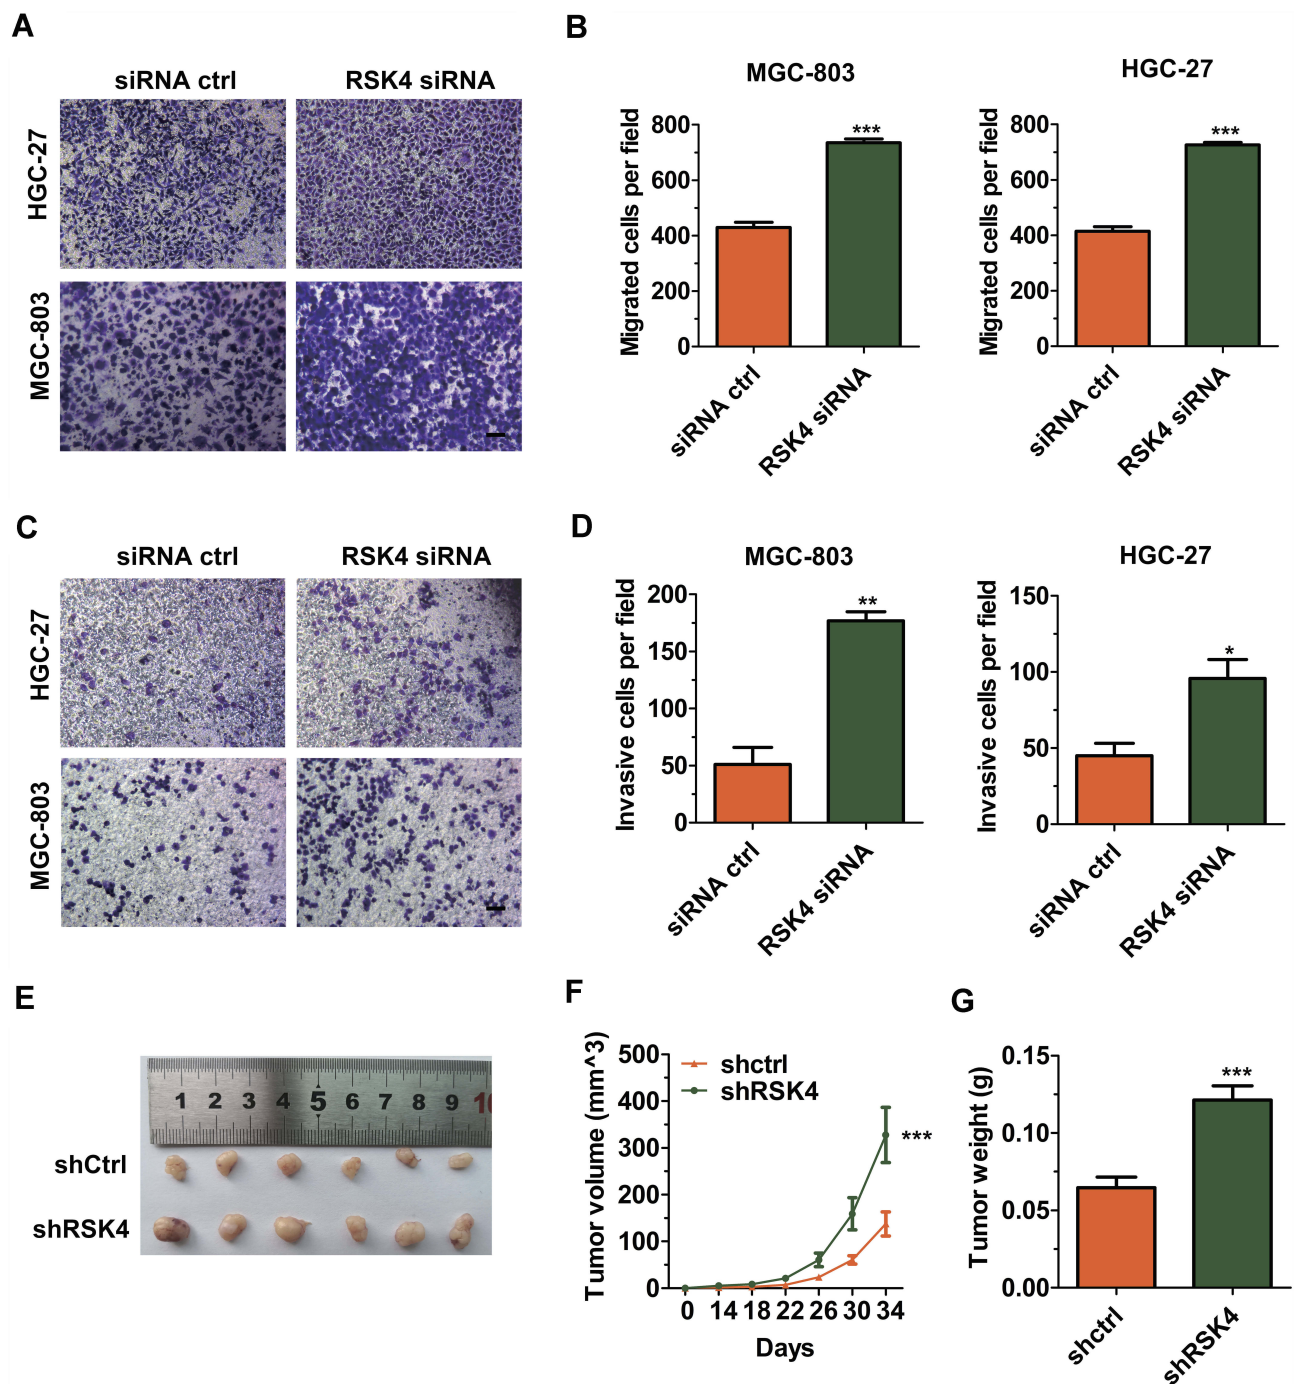 A
siRNA ctrl
RSK4 siRNA
HGC-27
MGC-803
B
MGC-803
Migrated cells per field
800
600
400
200
0
***
siRNA ctrl
RSK4 siRNA
HGC-27
Migrated cells per field
800
600
400
200
0
***
siRNA ctrl
RSK4 siRNA
C
siRNA ctrl
RSK4 siRNA
HGC-27
MGC-803
D
MGC-803
Invasive cells per field
200
150
100
50
0
**
siRNA ctrl
RSK4 siRNA
HGC-27
Invasive cells per field
150
100
50
0
*
siRNA ctrl
RSK4 siRNA
E
1 2 3 4 5 6 7 8 9 10
shCtrl
shRSK4
F
Tumor volume (mm^3)
500
400
300
200
100
0
shctrl
shRSK4
***
0 14 18 22 26 30 34
Days
G
Tumor weight (g)
0.15
0.10
0.05
0.00
***
shctrl
shRSK4